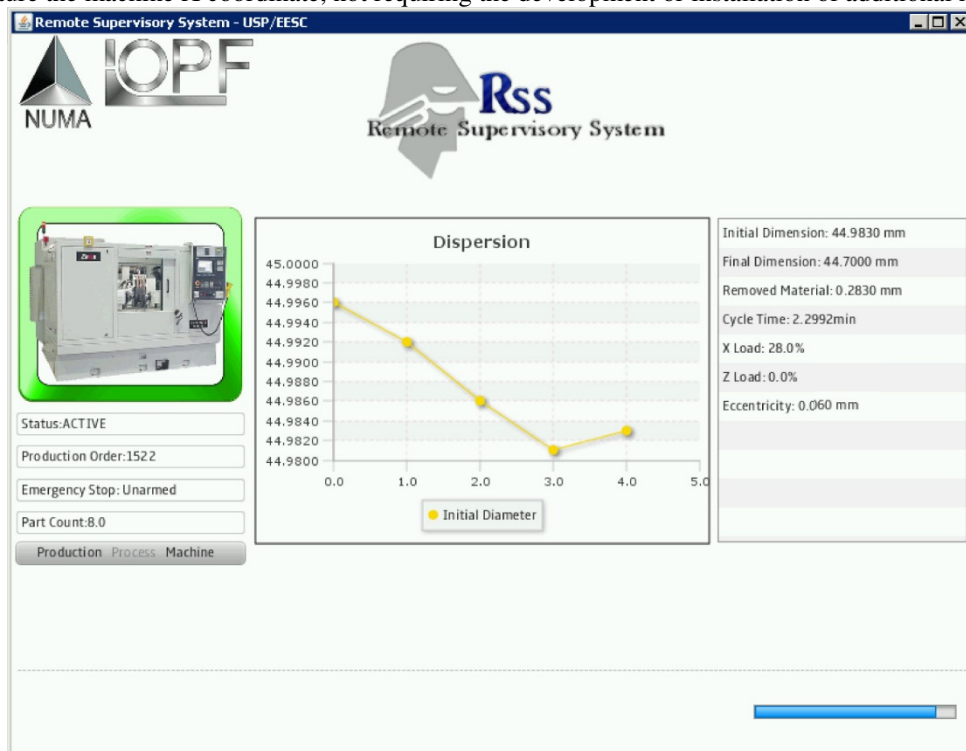 Remote Supervisory System - USP/EESC
NUMA
OPF
Rss
Remote Supervisory System
Status:ACTIVE
Production Order:1522
Emergency Stop: Unarmed
Part Count:8.0
Production Process Machine
Dispersion
45.0000
44.9980
44.9960
44.9940
44.9920
44.9900
44.9880
44.9860
44.9840
44.9820
44.9800
0.0 1.0 2.0 3.0 4.0 5.0
Initial Diameter
Initial Dimension: 44.9830 mm
Final Dimension: 44.7000 mm
Removed Material: 0.2830 mm
Cycle Time: 2.2992min
X Load: 28.0%
Z Load: 0.0%
Eccentricity: 0.060 mm